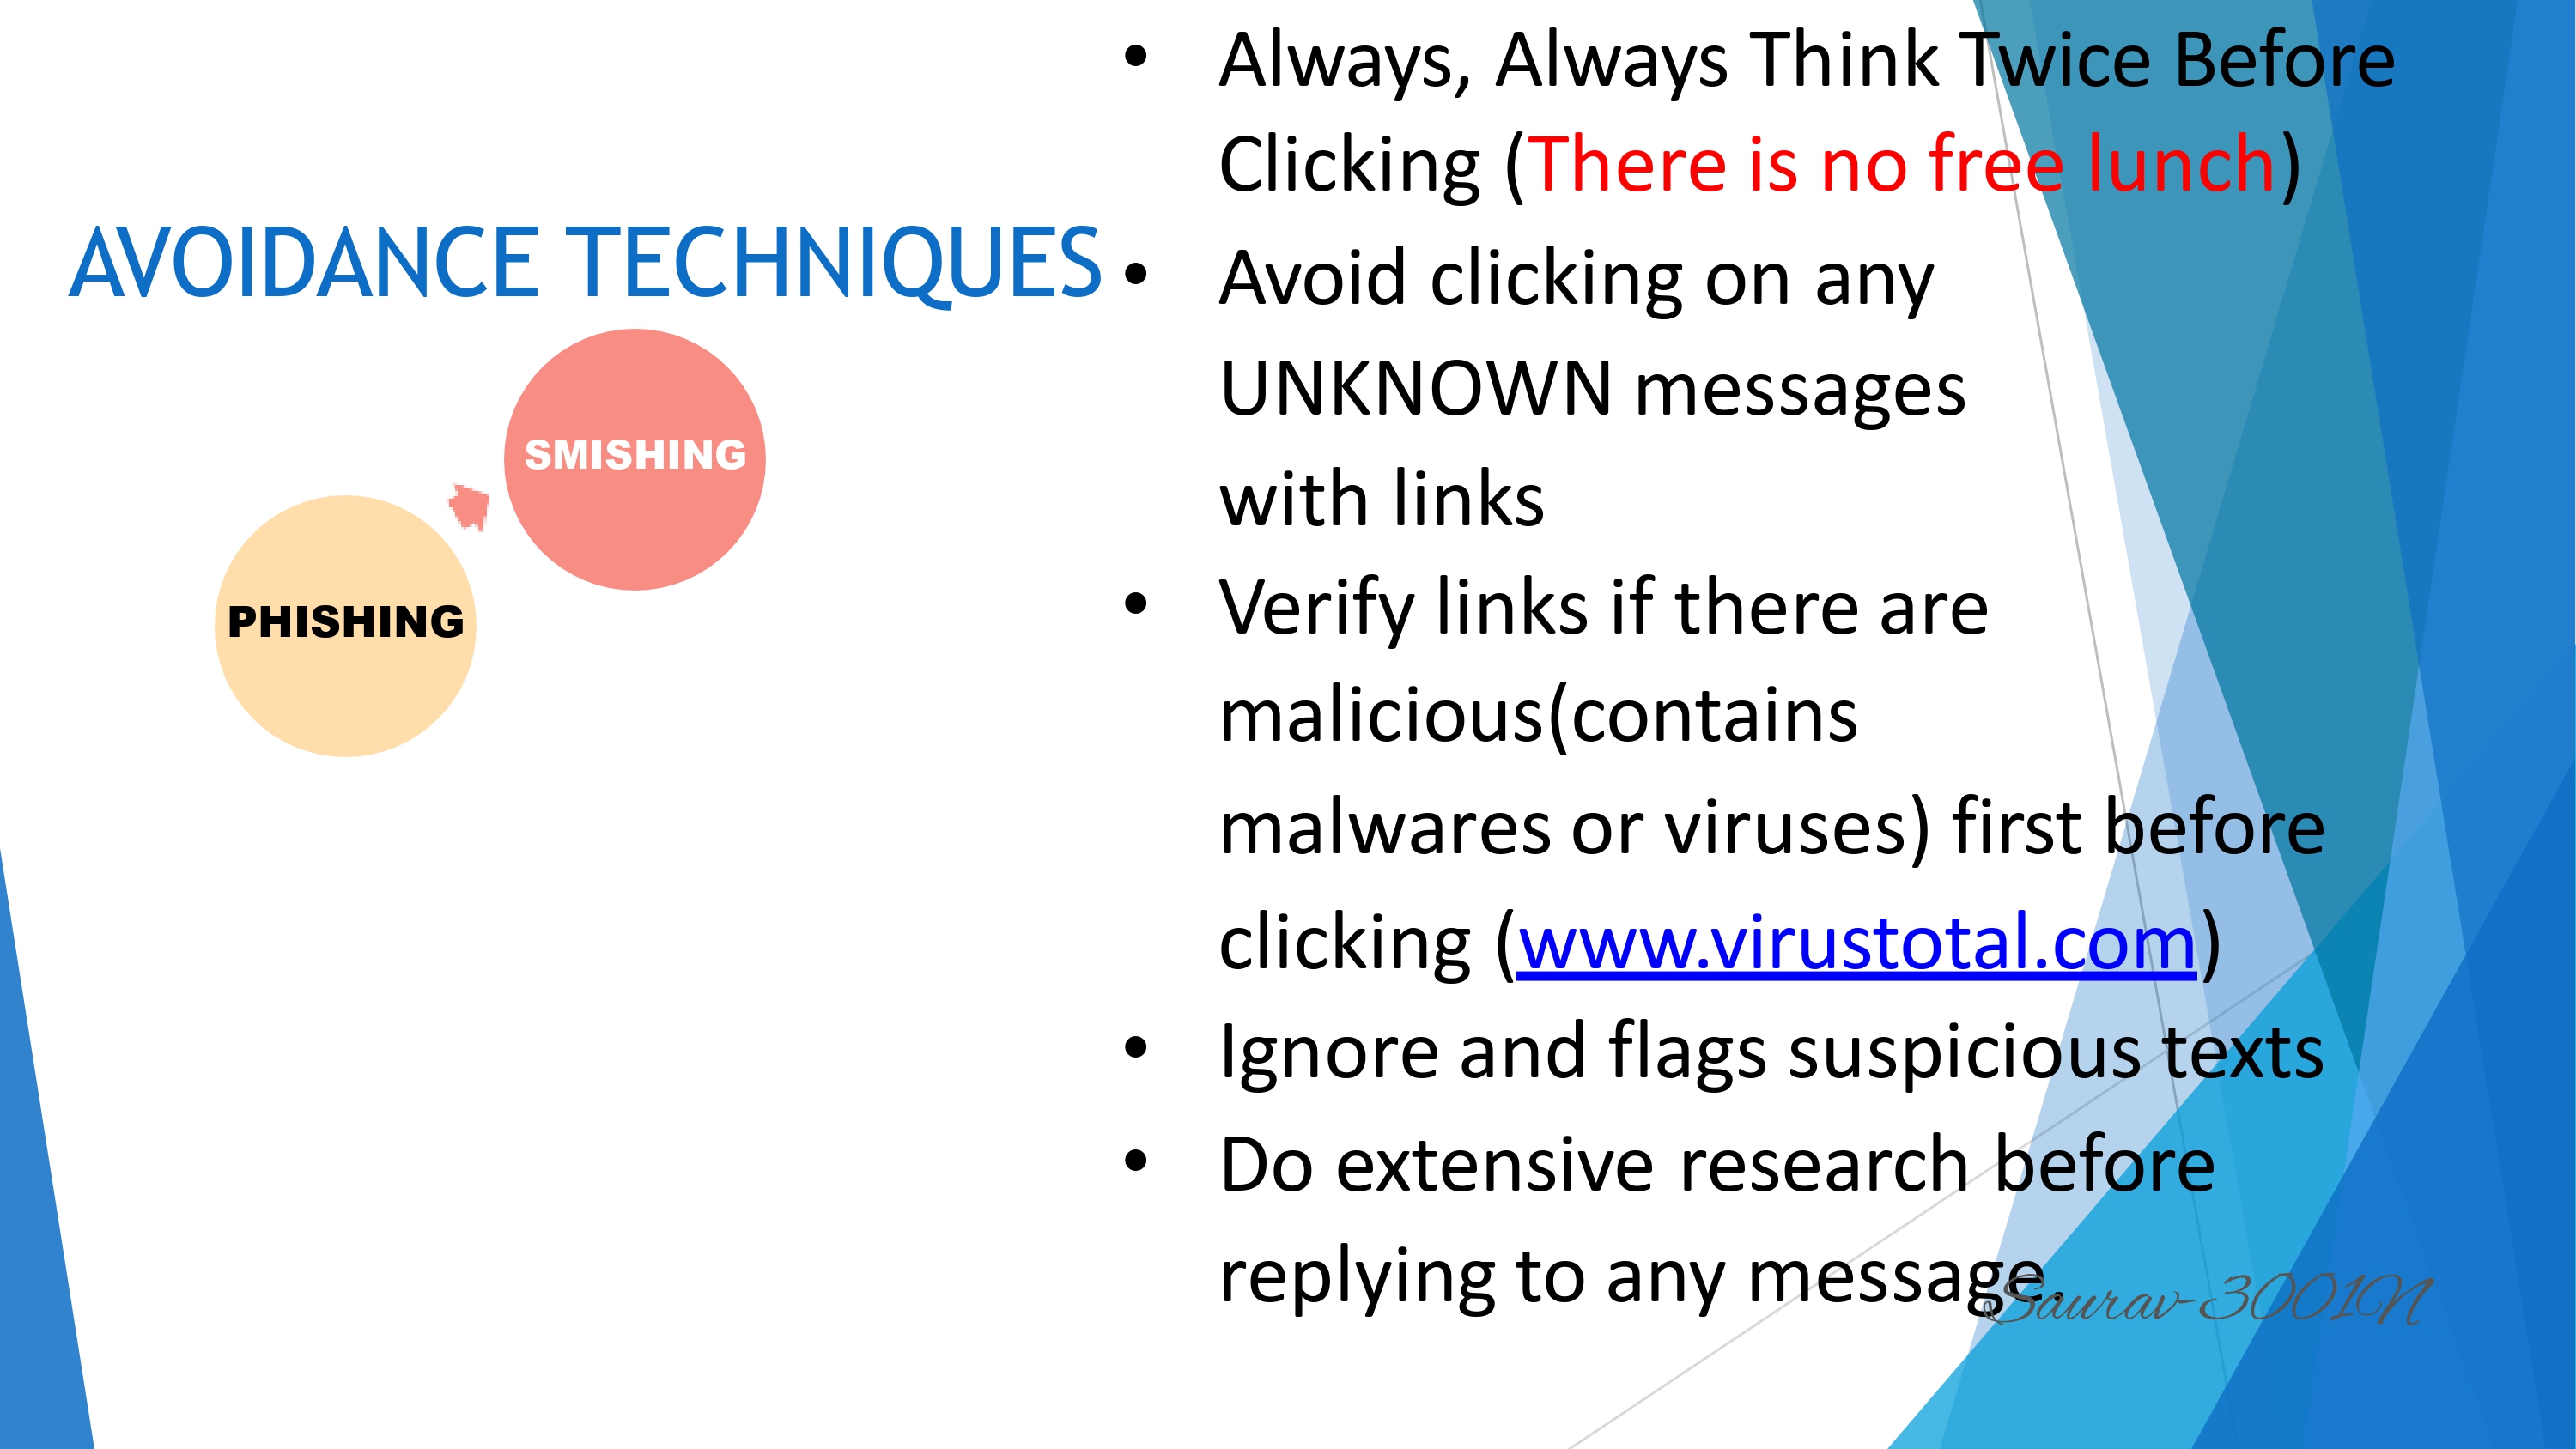 AVOIDANCE TECHNIQUES
SMISHING
PHISHING
• Always, Always Think Twice Before
Clicking (There is no free lunch)
• Avoid clicking on any
UNKNOWN messages
with links
• Verify links if there are
malicious(contains
malwares or viruses) first before
clicking (www.virustotal.com)
• Ignore and flags suspicious texts
• Do extensive research before
replying to any message.
Saurav-3001N